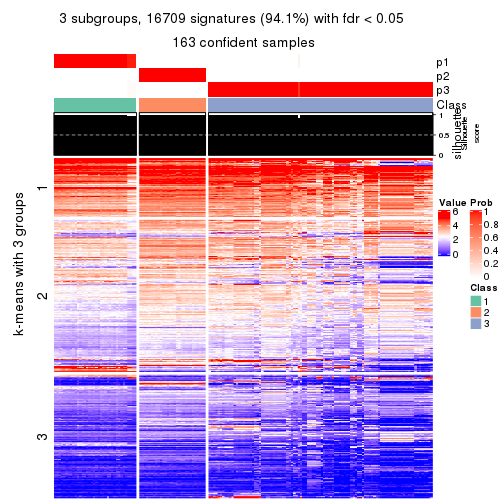 3 subgroups, 16709 signatures (94.1%) with fdr < 0.05
163 confident samples
p1
p2
p3
Class
silhouette
1
0.5
0
Silhouette
score
k-means with 3 groups
1
2
3
Value
6
4
2
0
Prob
1
0.8
0.6
0.4
0.2
0
Class
1
2
3